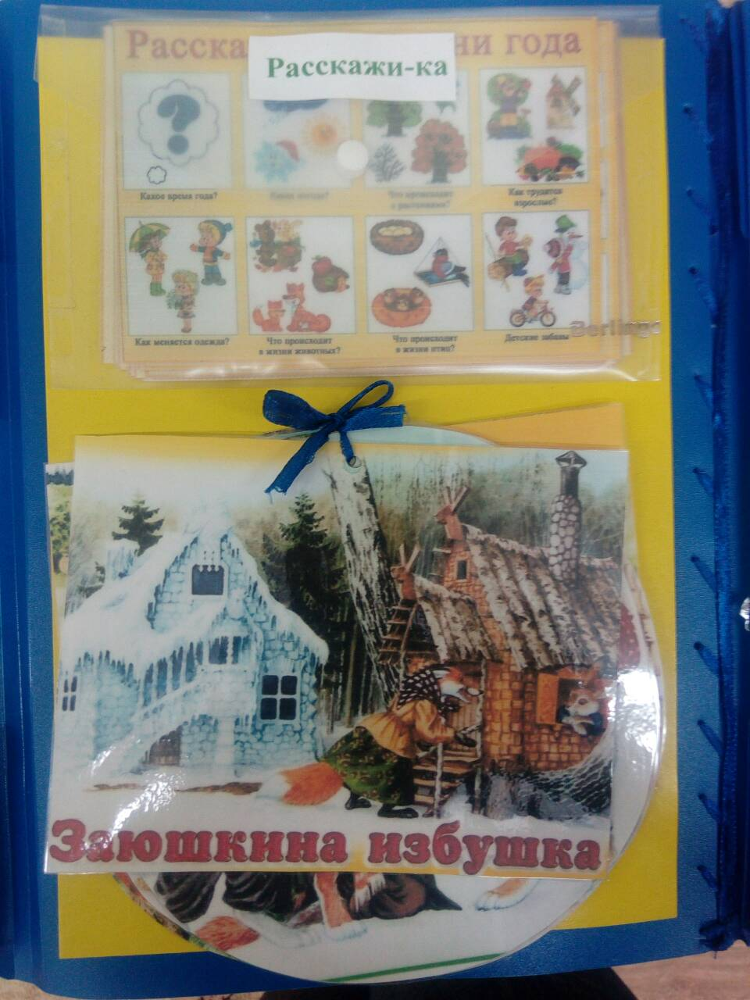 Расска ни года
Расскажи-ка
Какое время года?
Какая погода?
Что происходит
с растениями?
Как трудятся
взрослые?
Как меняется одежда?
Что происходит
в жизни животных?
Что происходит
в жизни птиц?
Детские забавы
Berlingo
Заюшкина избушка